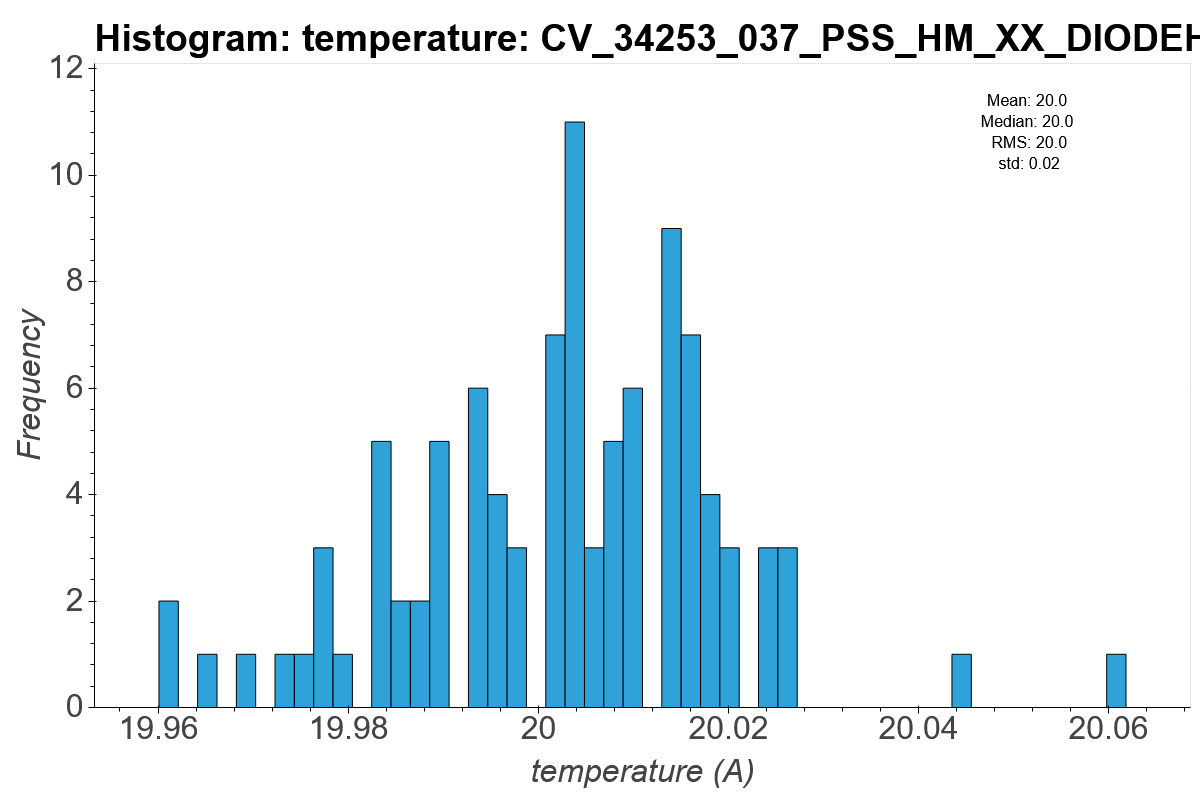 Histogram: temperature: CV_34253_037_PSS_HM_XX_DIODEH
12
10
8
6
4
2
0
Frequency
Mean: 20.0
Median: 20.0
RMS: 20.0
std: 0.02
19.96 19.98 20 20.02 20.04 20.06
temperature (A)